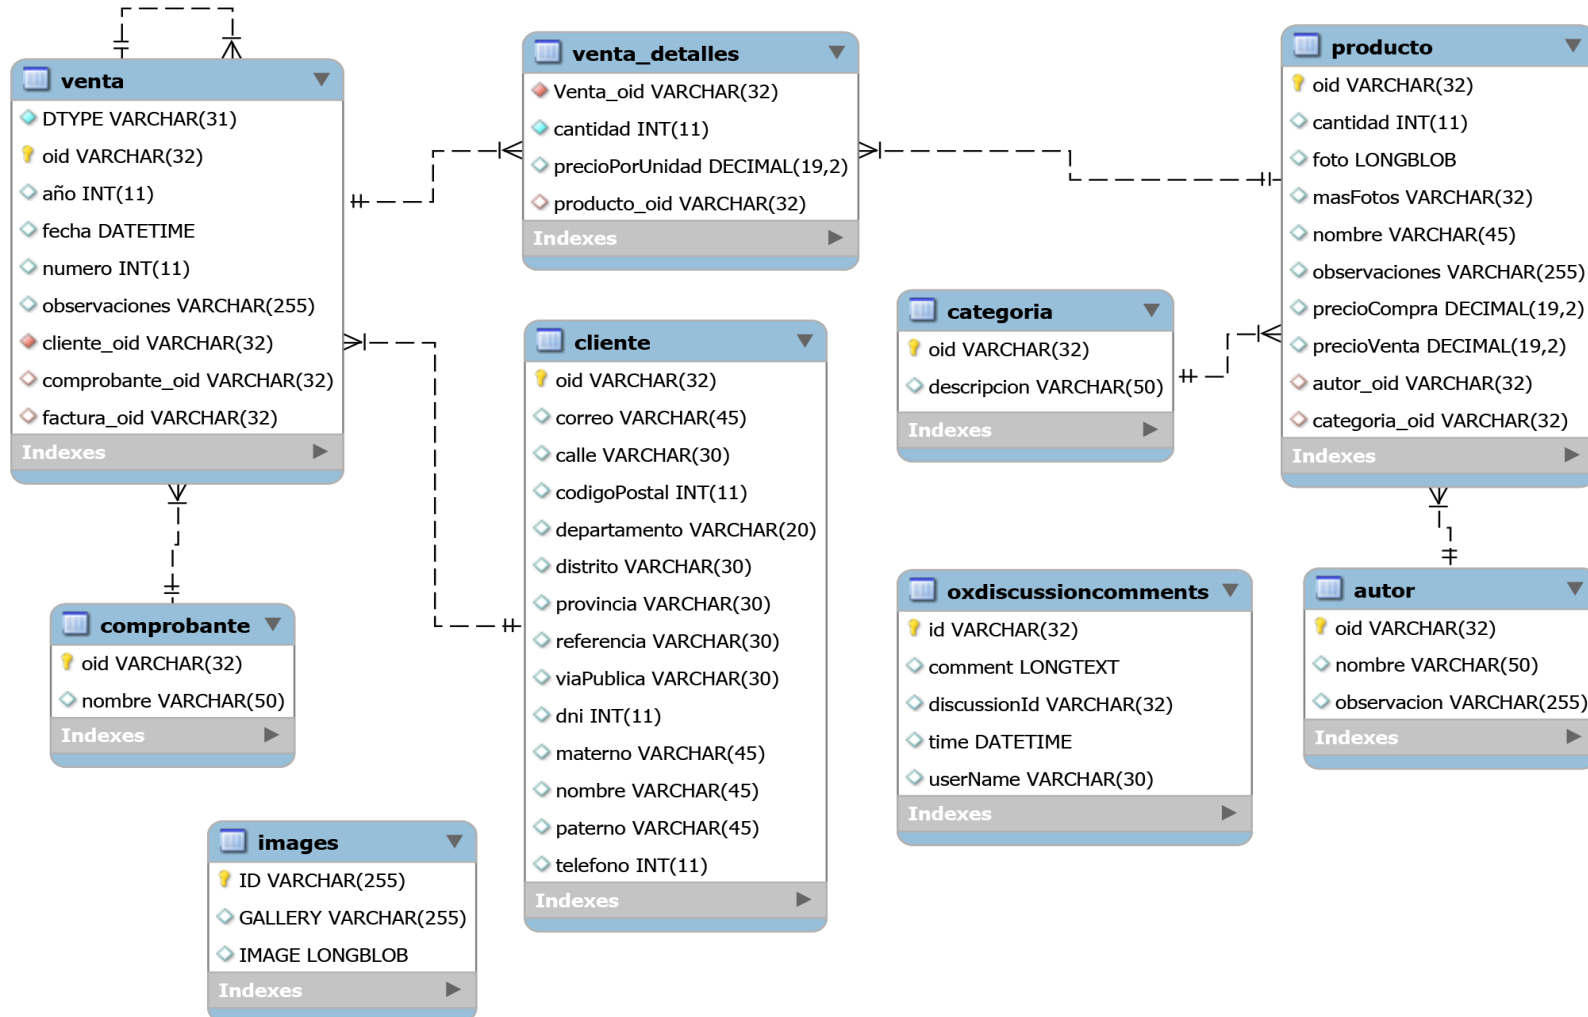 venta
DTYPE VARCHAR(31)
oid VARCHAR(32)
año INT(11)
fecha DATETIME
numero INT(11)
observaciones VARCHAR(255)
cliente_oid VARCHAR(32)
comprobante_oid VARCHAR(32)
factura_oid VARCHAR(32)
Indexes
venta_detalles
Venta_oid VARCHAR(32)
cantidad INT(11)
precioPorUnidad DECIMAL(19,2)
producto_oid VARCHAR(32)
Indexes
producto
oid VARCHAR(32)
cantidad INT(11)
foto LONGBLOB
masFotos VARCHAR(32)
nombre VARCHAR(45)
observaciones VARCHAR(255)
precioCompra DECIMAL(19,2)
precioVenta DECIMAL(19,2)
autor_oid VARCHAR(32)
categoria_oid VARCHAR(32)
Indexes
categoria
oid VARCHAR(32)
descripcion VARCHAR(50)
Indexes
cliente
oid VARCHAR(32)
correo VARCHAR(45)
calle VARCHAR(30)
codigoPostal INT(11)
departamento VARCHAR(20)
distrito VARCHAR(30)
provincia VARCHAR(30)
referencia VARCHAR(30)
viaPublica VARCHAR(30)
dni INT(11)
materno VARCHAR(45)
nombre VARCHAR(45)
paterno VARCHAR(45)
telefono INT(11)
Indexes
comprobante
oid VARCHAR(32)
nombre VARCHAR(50)
Indexes
oxdiscussioncomments
id VARCHAR(32)
comment LONGTEXT
discussionId VARCHAR(32)
time DATETIME
userName VARCHAR(30)
Indexes
autor
oid VARCHAR(32)
nombre VARCHAR(50)
observacion VARCHAR(255)
Indexes
images
ID VARCHAR(255)
GALLERY VARCHAR(255)
IMAGE LONGBLOB
Indexes